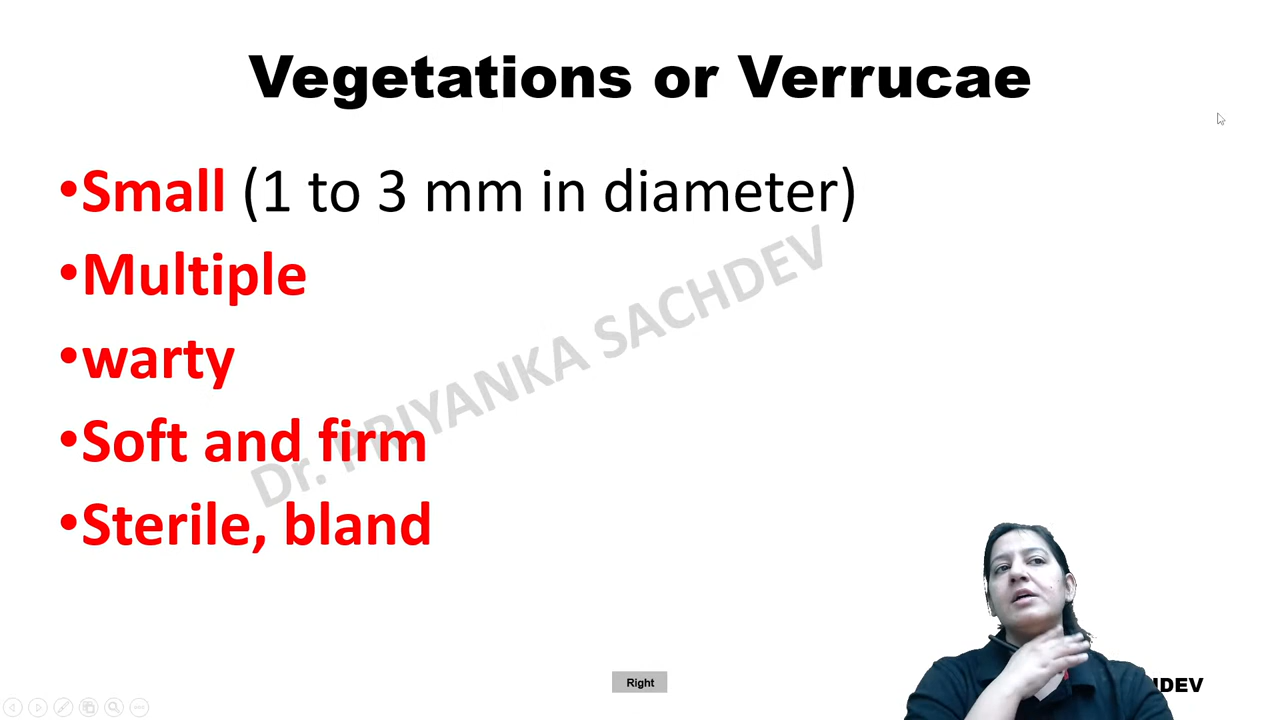 Vegetations or Verrucae
•Small (1 to 3 mm in diameter)
•Multiple
•warty
•Soft and firm
•Sterile, bland
Dr. PRIYANKA SACHDEV
Right